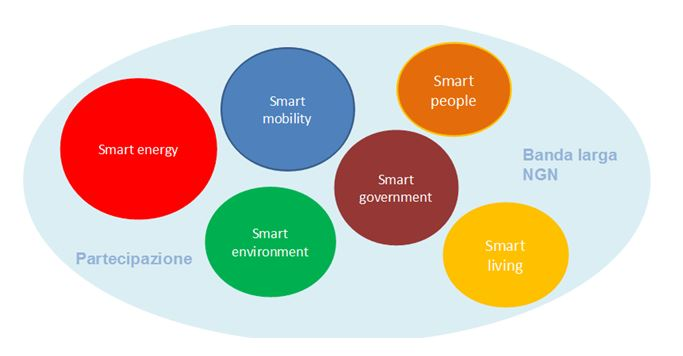 Smart energy
Smart
mobility
Smart
people
Smart
government
Smart
environment
Smart
living
Banda larga
NGN
Partecipazione